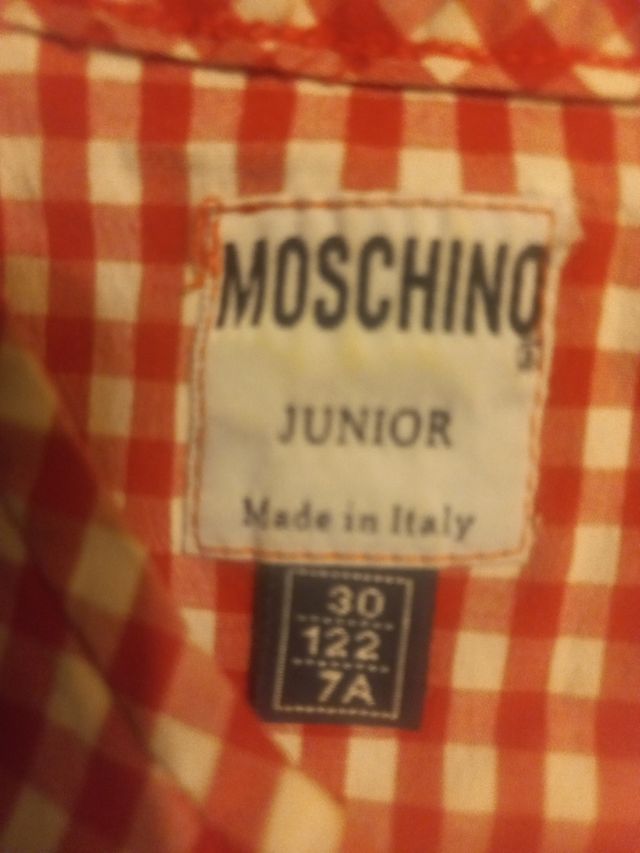 MOSCHINO
JUNIOR
Made in Italy
30
122
7A